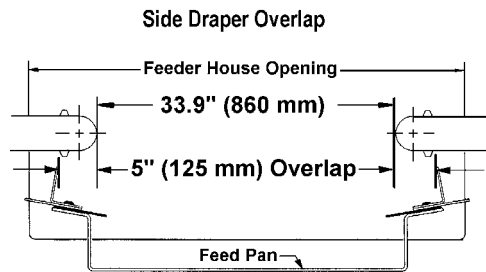 Side Draper Overlap
Feeder House Opening
33.9" (860 mm)
5" (125 mm) Overlap
Feed Pan